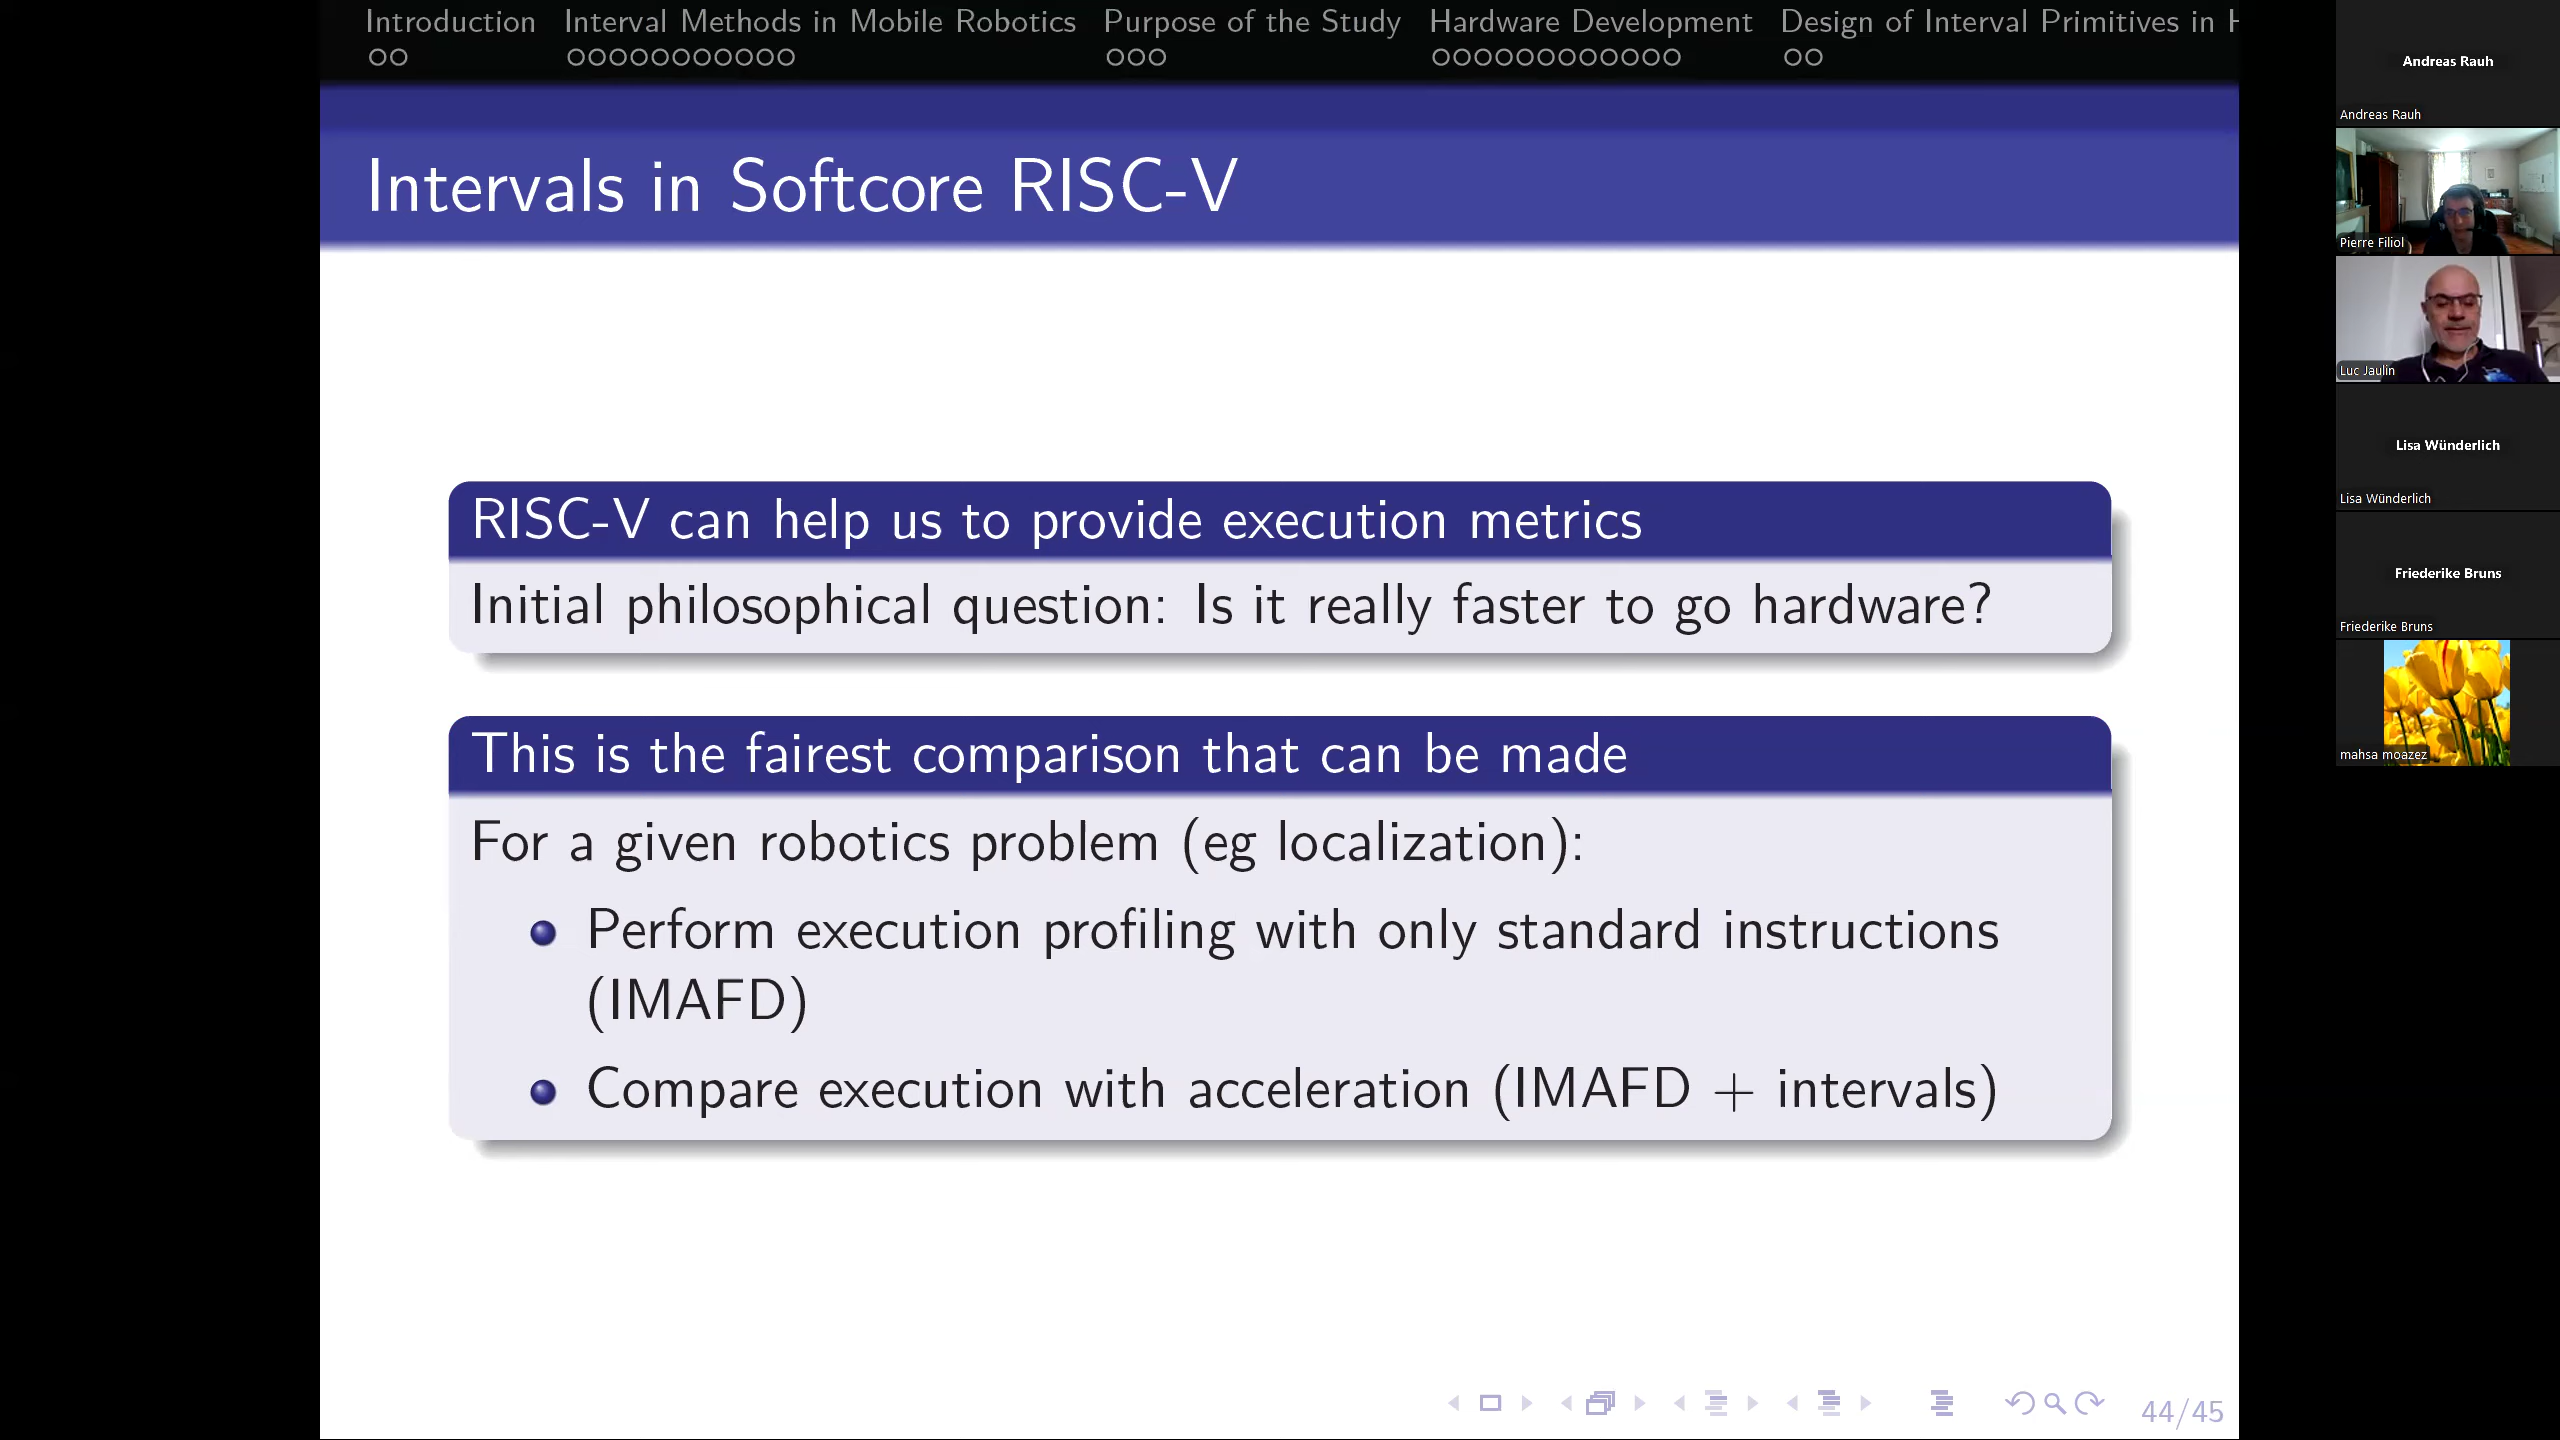 Introduction Interval Methods in Mobile Robotics Purpose of the Study Hardware Development Design of Interval Primitives in H
Intervals in Softcore RISC-V
RISC-V can help us to provide execution metrics
Initial philosophical question: Is it really faster to go hardware?
This is the fairest comparison that can be made
For a given robotics problem (eg localization):
Perform execution profiling with only standard instructions
(IMAFD)
Compare execution with acceleration (IMAFD + intervals)
44/45
Andreas Rauh
Andreas Rauh
Pierre Filiol
Luc Jaulin
Lisa Wünderlich
Lisa Wünderlich
Friederike Bruns
Friederike Bruns
mahsa moazez